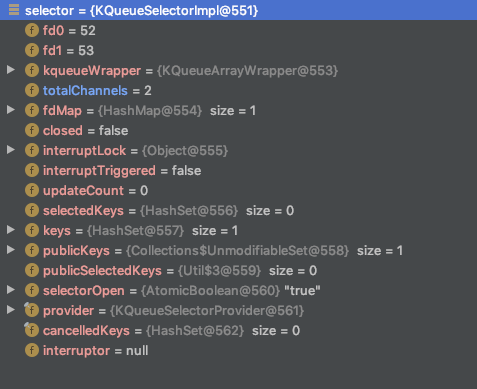 selector = {KQueueSelectorImpl@551}
f fd0 = 52
f fd1 = 53
f kqueueWrapper = {KQueueArrayWrapper@553}
f totalChannels = 2
f fdMap = {HashMap@554} size = 1
f closed = false
f interruptLock = {Object@555}
f interruptTriggered = false
f updateCount = 0
f selectedKeys = {HashSet@556} size = 0
f keys = {HashSet@557} size = 1
f publicKeys = {Collections$UnmodifiableSet@558} size = 1
f publicSelectedKeys = {Util$3@559} size = 0
f selectorOpen = {AtomicBoolean@560} "true"
f provider = {KQueueSelectorProvider@561}
f cancelledKeys = {HashSet@562} size = 0
f interruptor = null